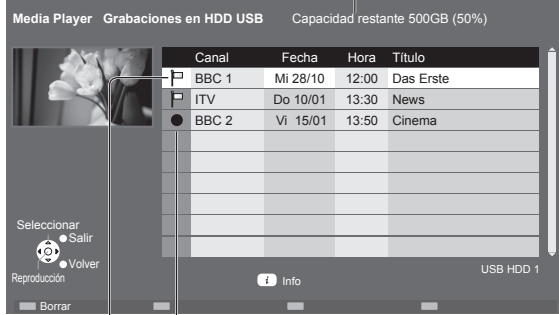 Media Player Grabaciones en HDD USB Capacidad restante 500GB (50%)
Canal Fecha Hora Título
BBC 1 Mi 28/10 12:00 Das Erste
ITV Do 10/01 13:30 News
BBC 2 Vi 15/01 13:50 Cinema
Seleccionar
Salir
Volver
Reproducción
i Info
USB HDD 1
Borrar